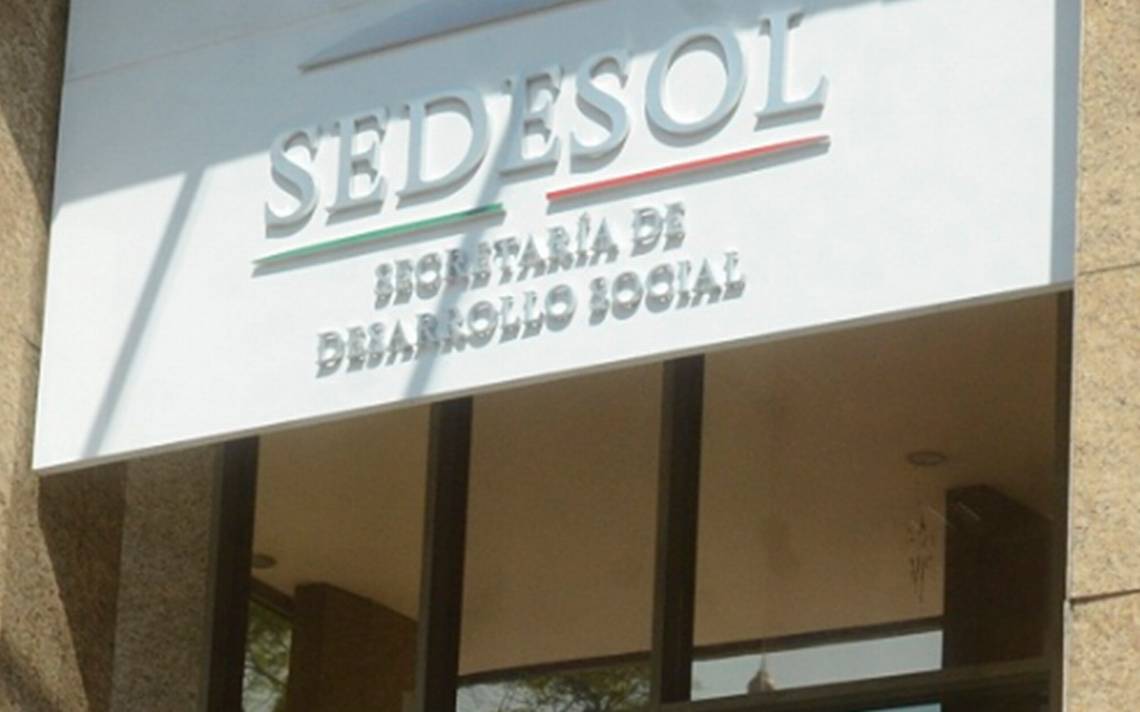 SEDESOL
SECRETARÍA DE
DESARROLLO SOCIAL